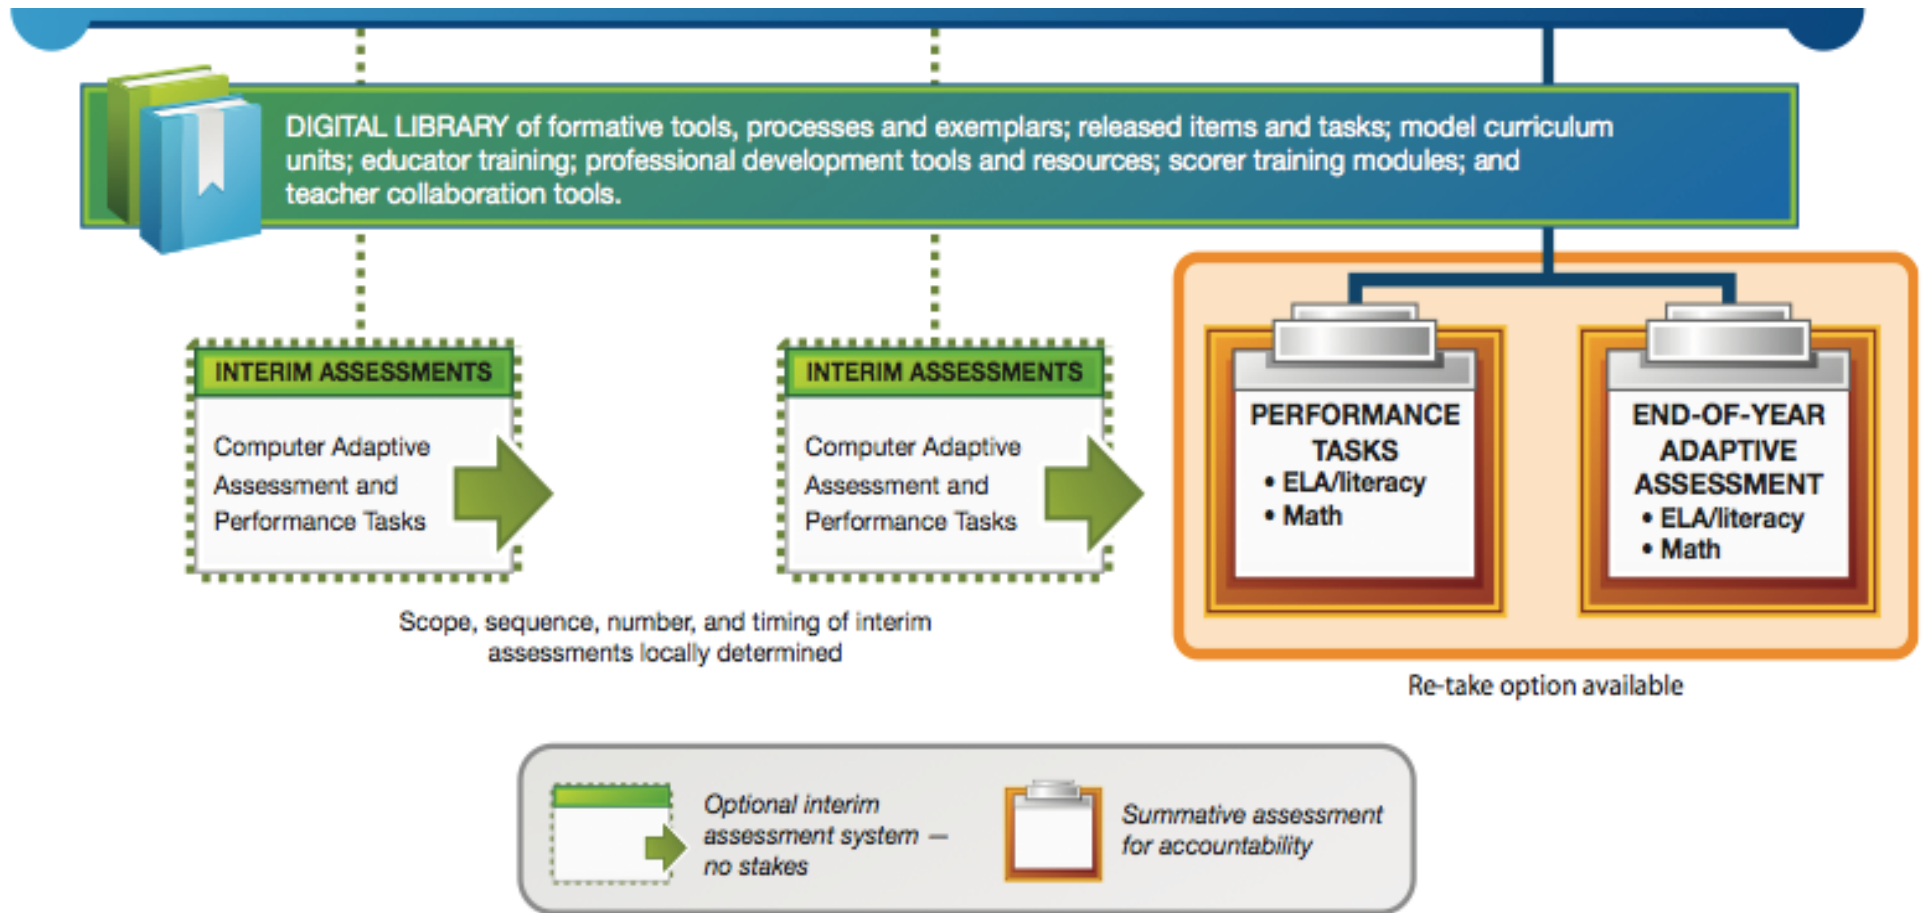 DIGITAL LIBRARY of formative tools, processes and exemplars; released items and tasks; model curriculum
units; educator training; professional development tools and resources; scorer training modules; and
teacher collaboration tools.
INTERIM ASSESSMENTS
Computer Adaptive
Assessment and
Performance Tasks
INTERIM ASSESSMENTS
Computer Adaptive
Assessment and
Performance Tasks
PERFORMANCE
TASKS
• ELA/literacy
• Math
END-OF-YEAR
ADAPTIVE
ASSESSMENT
• ELA/literacy
• Math
Scope, sequence, number, and timing of interim
assessments locally determined
Re-take option available
Optional interim
assessment system —
no stakes
Summative assessment
for accountability